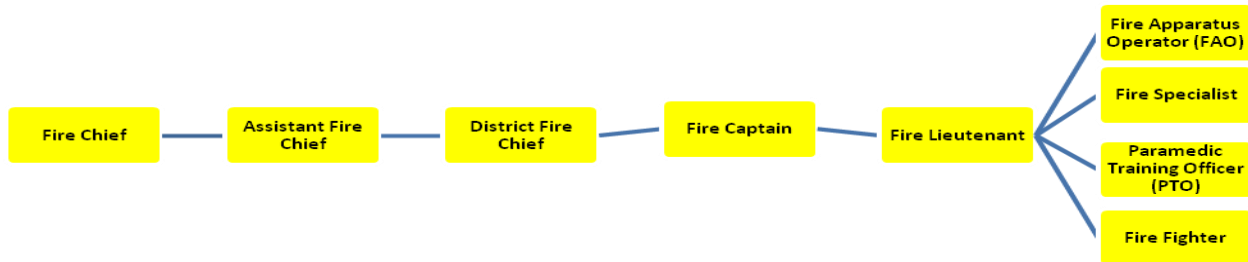 Fire Chief
Assistant Fire
Chief
District Fire
Chief
Fire Captain
Fire Lieutenant
Fire Apparatus
Operator (FAO)
Fire Specialist
Paramedic
Training Officer
(PTO)
Fire Fighter